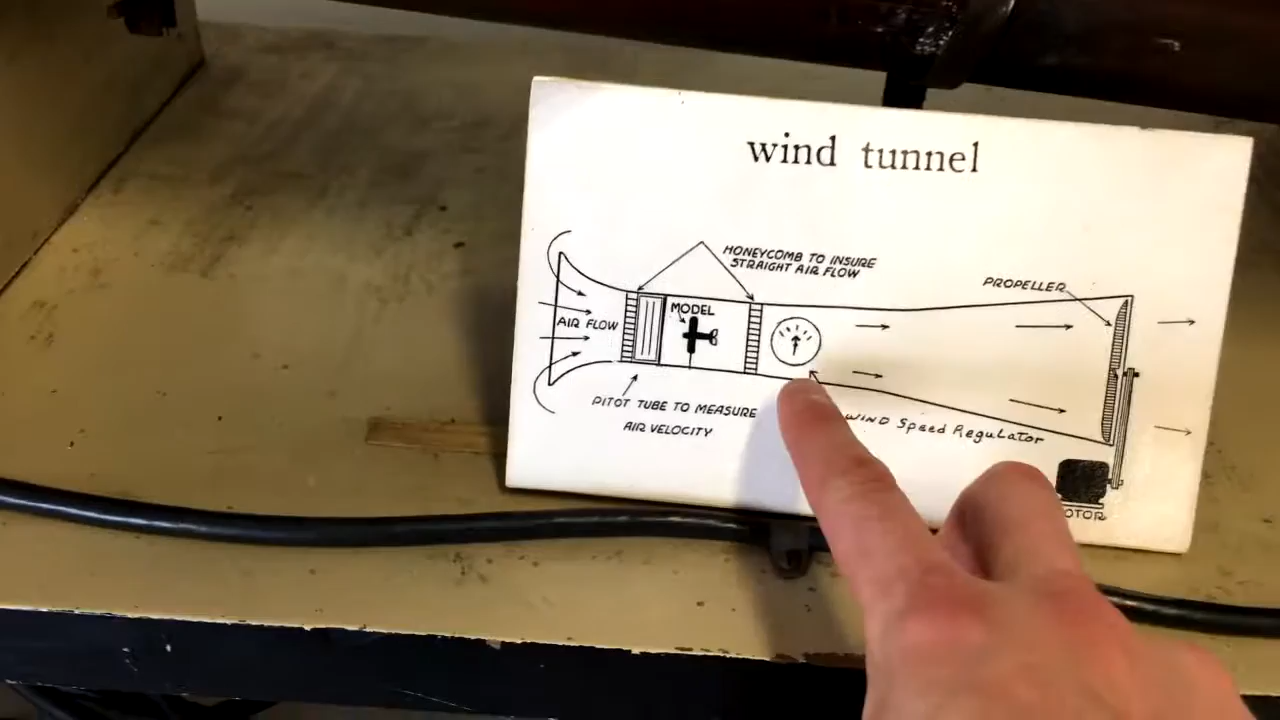 wind tunnel
HONEYCOMB TO INSURE
STRAIGHT AIR FLOW
PROPELLER
MODEL
AIR FLOW
PITOT TUBE TO MEASURE
AIR VELOCITY
WIND Speed Regulator
OTOR